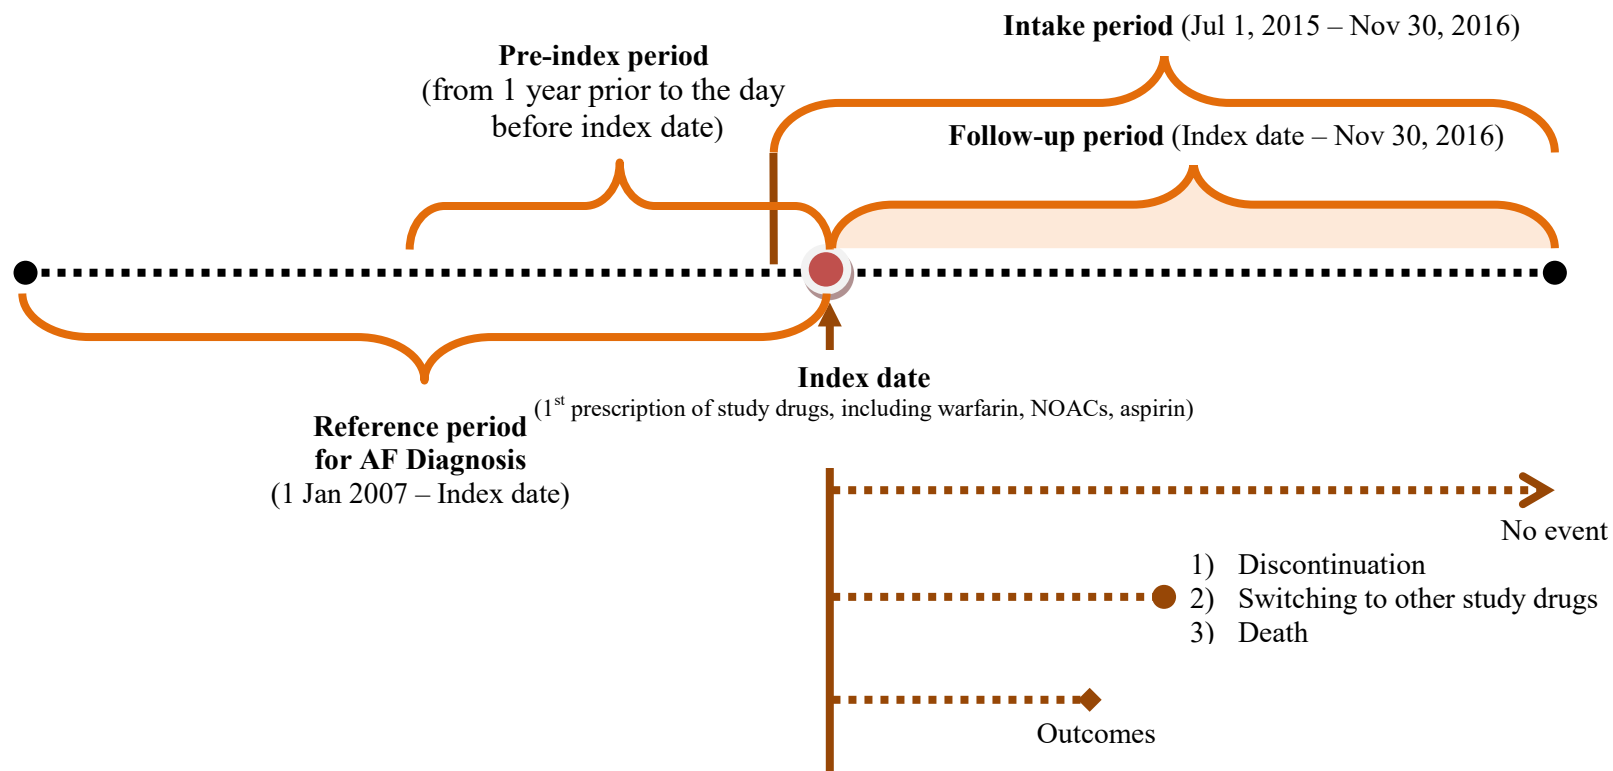 Intake period (Jul 1, 2015 – Nov 30, 2016)
Pre-index period
(from 1 year prior to the day
before index date)
Follow-up period (Index date – Nov 30, 2016)
Index date
(1st prescription of study drugs, including warfarin, NOACs, aspirin)
Reference period
for AF Diagnosis
(1 Jan 2007 – Index date)
No event
1) Discontinuation
2) Switching to other study drugs
3) Death
Outcomes